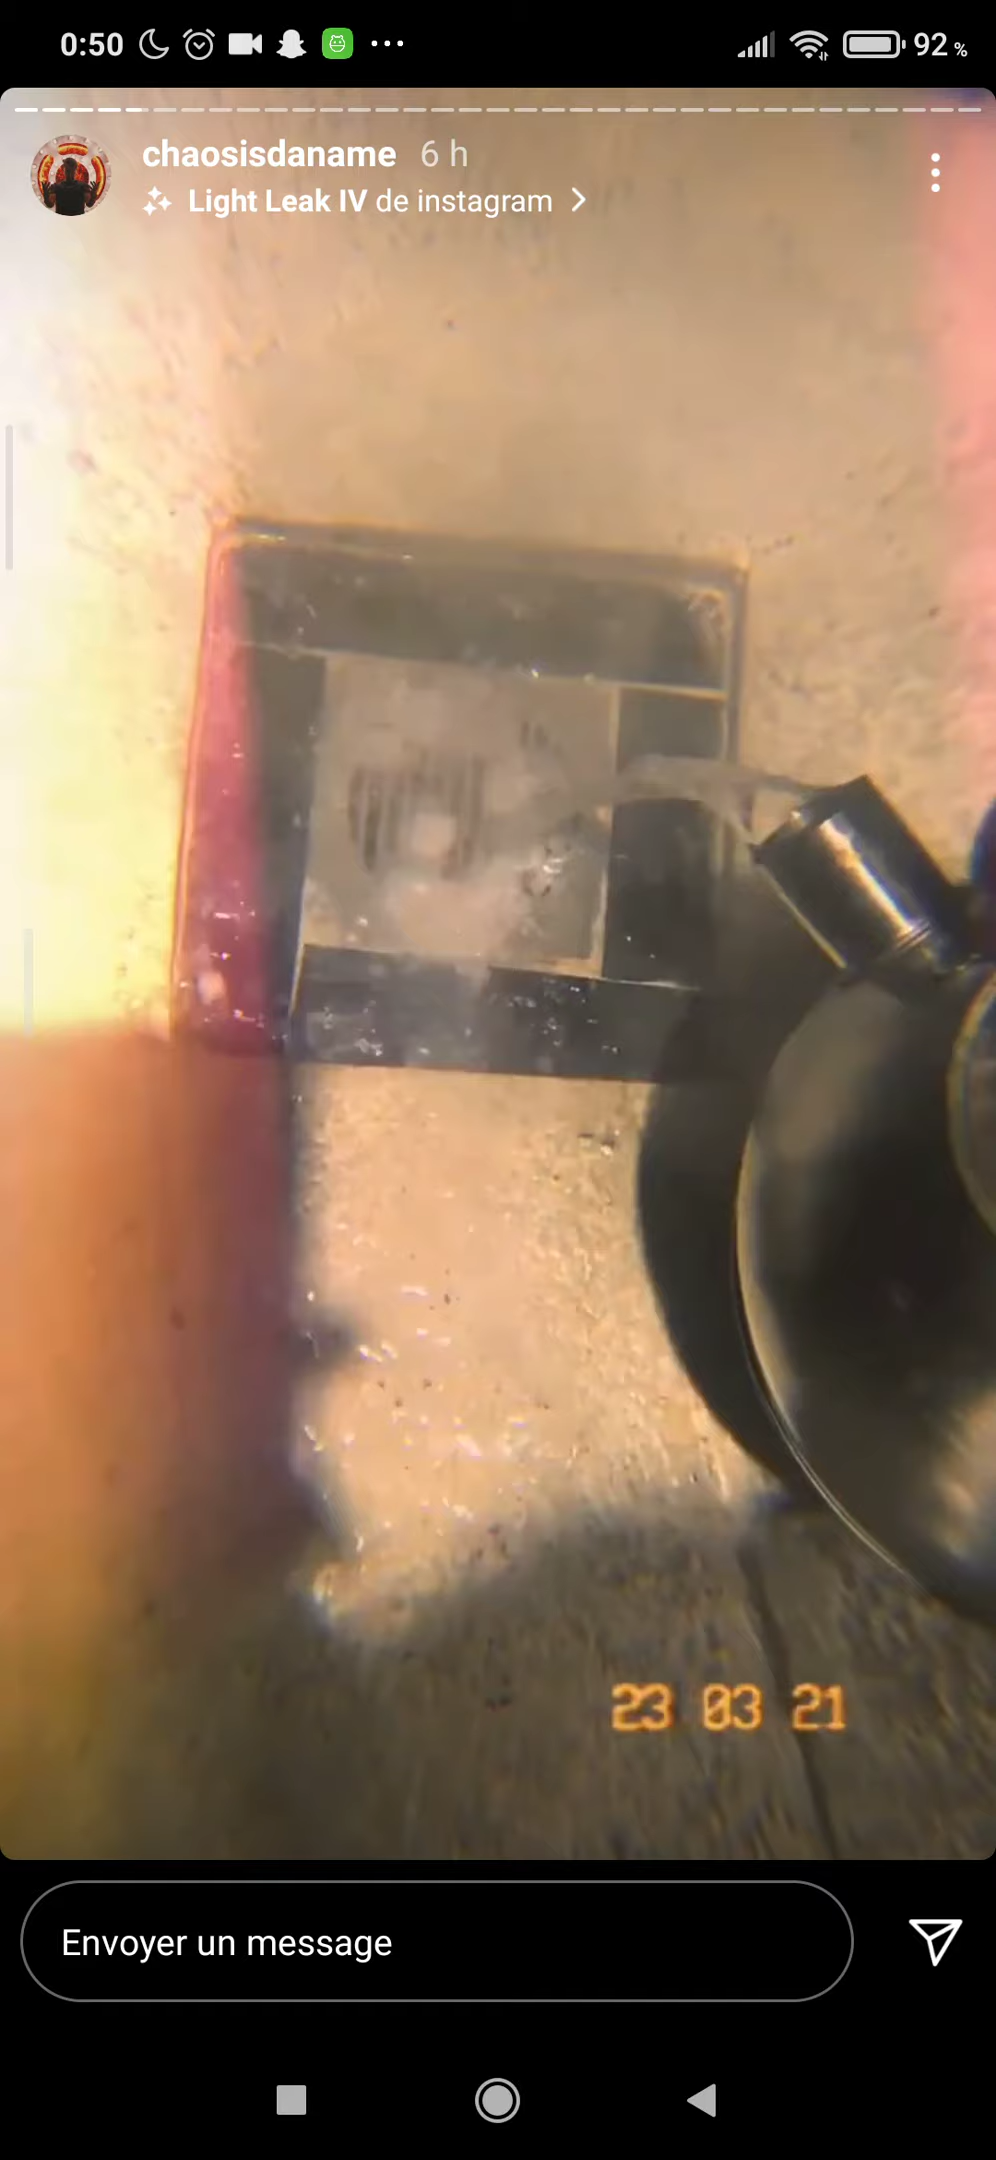 0:50 92 %
chaosisdaname 6 h
Light Leak IV de instagram
23 03 21
Envoyer un message